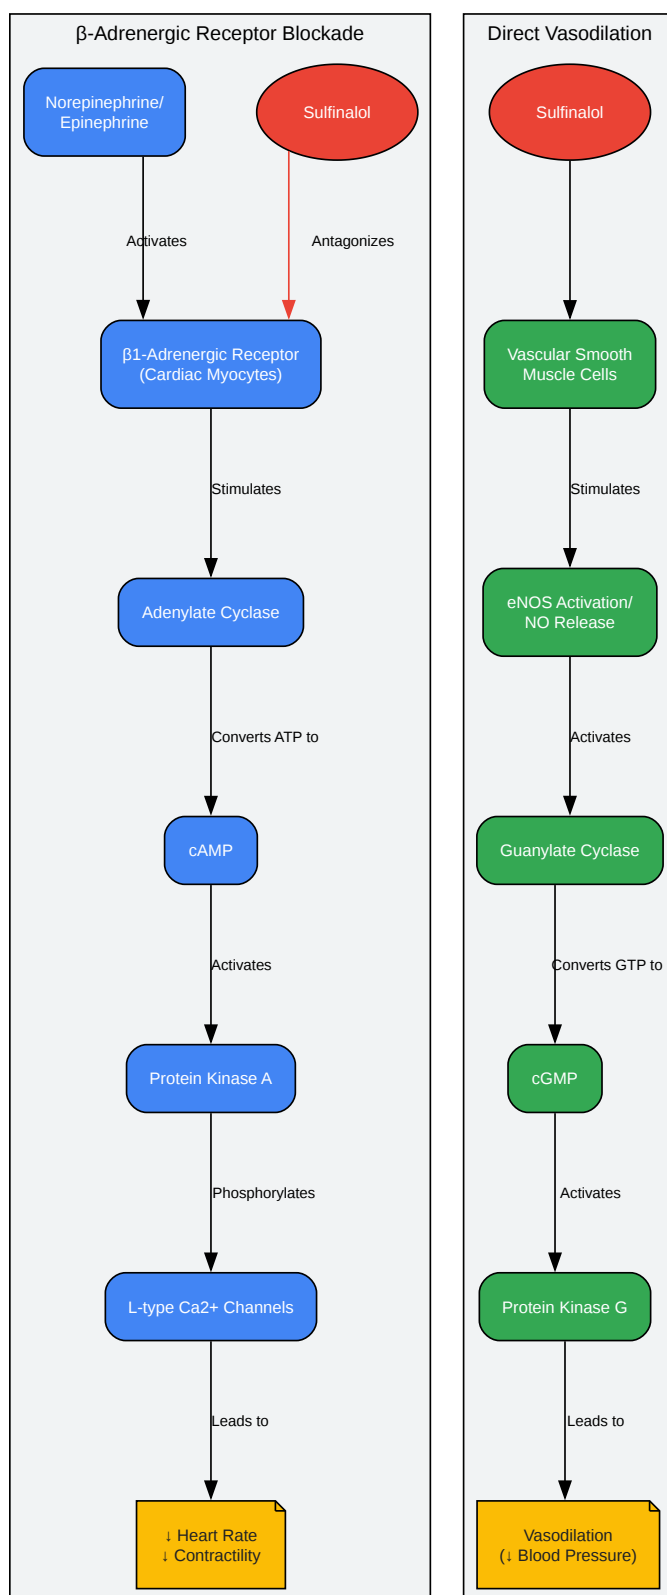 β-Adrenergic Receptor Blockade
Norepinephrine/
Epinephrine
Sulfinalol
Activates
Antagonizes
β1-Adrenergic Receptor
(Cardiac Myocytes)
Stimulates
Adenylate Cyclase
Converts ATP to
cAMP
Activates
Protein Kinase A
Phosphorylates
L-type Ca2+ Channels
Leads to
↓ Heart Rate
↓ Contractility
Direct Vasodilation
Sulfinalol
Vascular Smooth
Muscle Cells
Stimulates
eNOS Activation/
NO Release
Activates
Guanylate Cyclase
Converts GTP to
cGMP
Activates
Protein Kinase G
Leads to
Vasodilation
(↓ Blood Pressure)